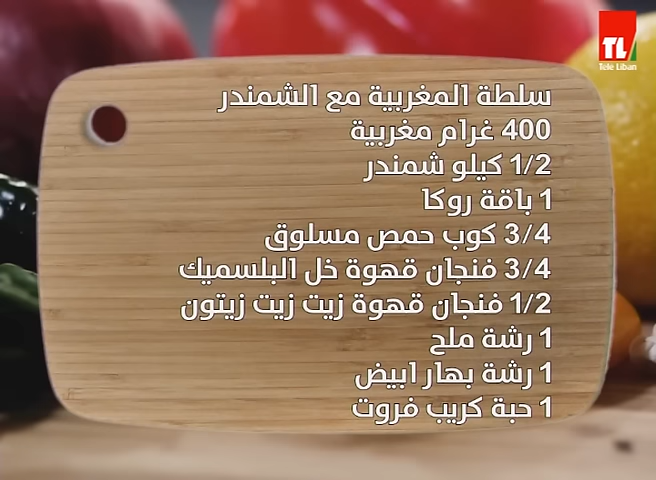 TL
Télé Liban
سلطة المغربية مع الشمندر
400 غرام مغربية
1/2 كيلو شمندر
1 باقة روكا
3/4 كوب حمص مسلوق
3/4 فنجان قهوة خل البلسميك
1/2 فنجان قهوة زيت زيت زيتون
1 رشة ملح
1 رشة بهار ابيض
1 حبة كريب فروت